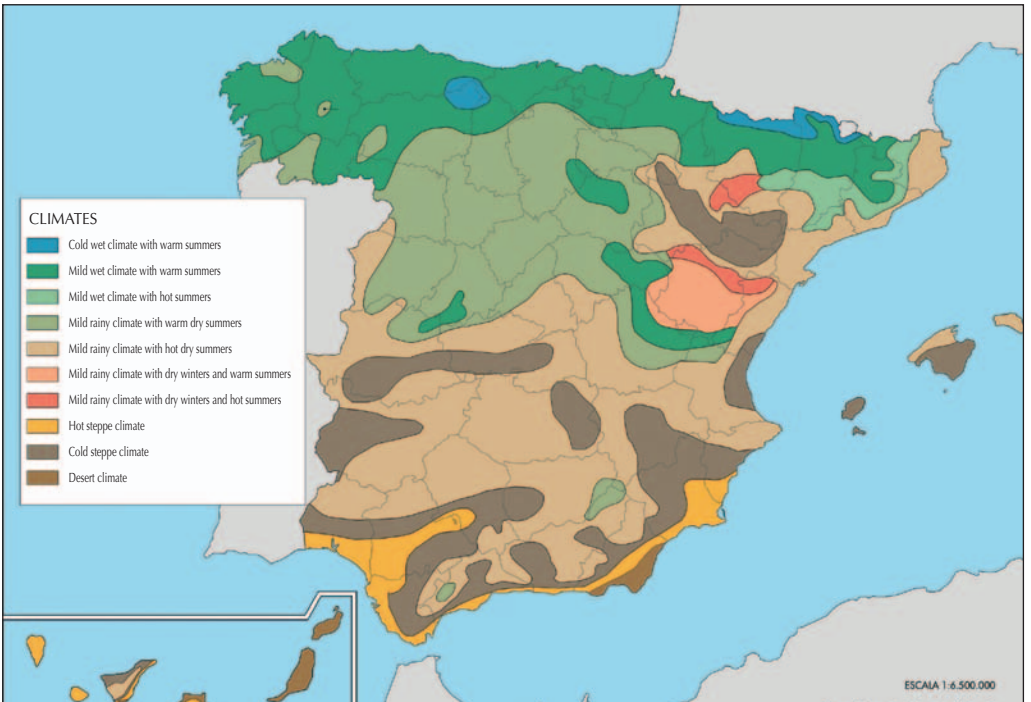 CLIMATES
Cold wet climate with warm summers
Mild wet climate with warm summers
Mild wet climate with hot summers
Mild rainy climate with warm dry summers
Mild rainy climate with hot dry summers
Mild rainy climate with dry winters and warm summers
Mild rainy climate with dry winters and hot summers
Hot steppe climate
Cold steppe climate
Desert climate
ESCALA 1:6.500.000